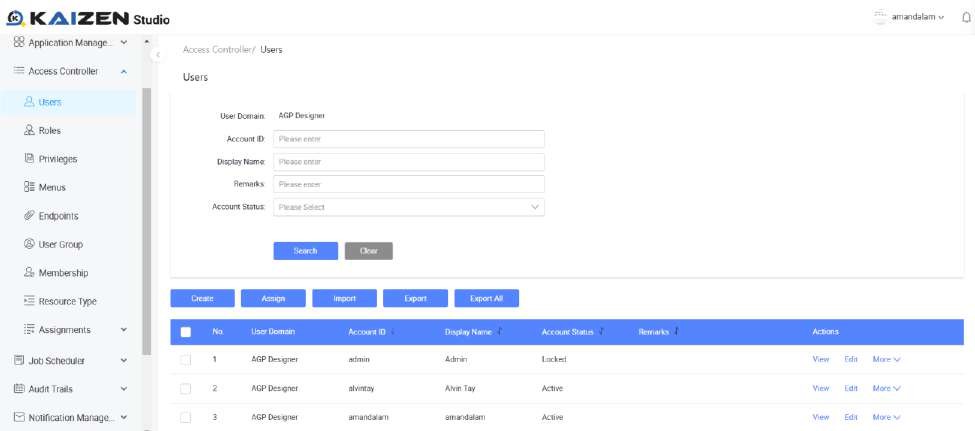 KAIZEN Studio
amandalam
Application Manage...
Access Controller
Users
Roles
Privileges
Menus
Endpoints
User Group
Membership
Resource Type
Assignments
Job Scheduler
Audit Trails
Notification Manage...
Access Controller/ Users
Users
User Domain: AGP Designer
Account ID: Please enter
Display Name: Please enter
Remarks: Please enter
Account Status: Please Select
Search Clear
Create Assign Import Export Export All
No. User Domain Account ID Display Name Account Status Remarks Actions
1 AGP Designer admin Admin Locked View Edit More
2 AGP Designer alvintay Alvin Tay Active View Edit More
3 AGP Designer amandalam amandalam Active View Edit More